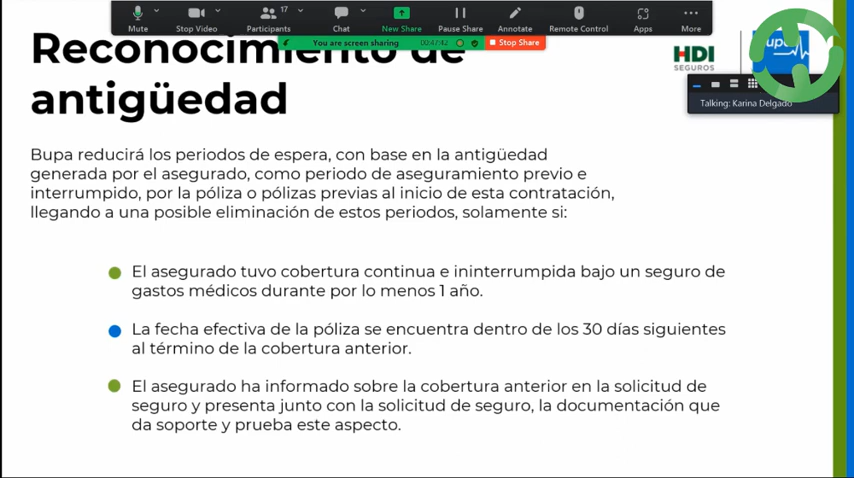 Mute
Stop Video
17
Participants
Chat
New Share
Pause Share
Annotate
Remote Control
Apps
More
You are screen sharing
00:47:42
Stop Share
Reconocimiento de
antigüedad
HDI
SEGUROS
Talking: Karina Delgado
Bupa reducirá los periodos de espera, con base en la antigüedad
generada por el asegurado, como periodo de aseguramiento previo e
interrumpido, por la póliza o pólizas previas al inicio de esta contratación,
llegando a una posible eliminación de estos periodos, solamente si:
El asegurado tuvo cobertura continua e ininterrumpida bajo un seguro de
gastos médicos durante por lo menos 1 año.
La fecha efectiva de la póliza se encuentra dentro de los 30 días siguientes
al término de la cobertura anterior.
El asegurado ha informado sobre la cobertura anterior en la solicitud de
seguro y presenta junto con la solicitud de seguro, la documentación que
da soporte y prueba este aspecto.